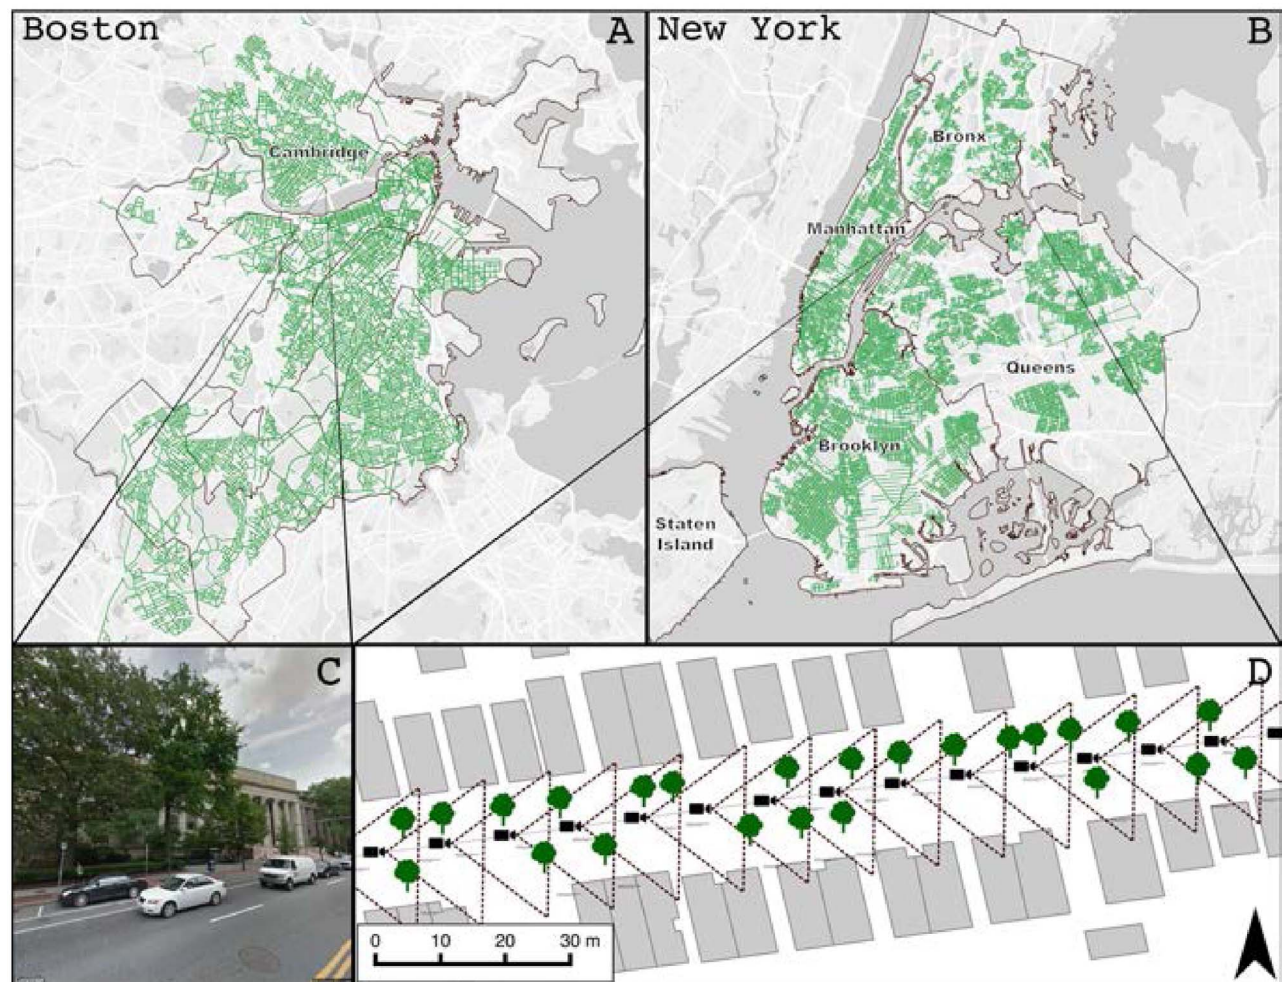 Boston
A
New York
B
Cambridge
Bronx
Manhattan
Queens
Brooklyn
Staten
Island
C
D
0 10 20 30 m